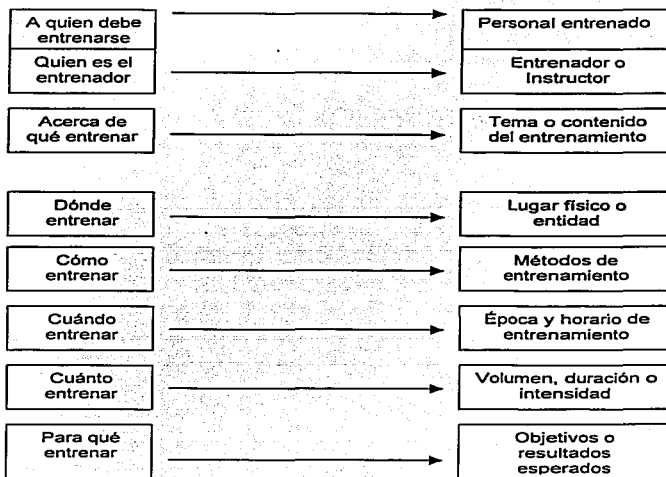 A quien debe
entrenarse
Personal entrenado
Quien es el
entrenador
Entrenador o
Instructor
Acerca de
qué entrenar
Tema o contenido
del entrenamiento
Dónde
entrenar
Lugar físico o
entidad
Cómo
entrenar
Métodos de
entrenamiento
Cuándo
entrenar
Época y horario de
entrenamiento
Cuánto
entrenar
Volumen, duración o
intensidad
Para qué
entrenar
Objetivos o
resultados
esperados